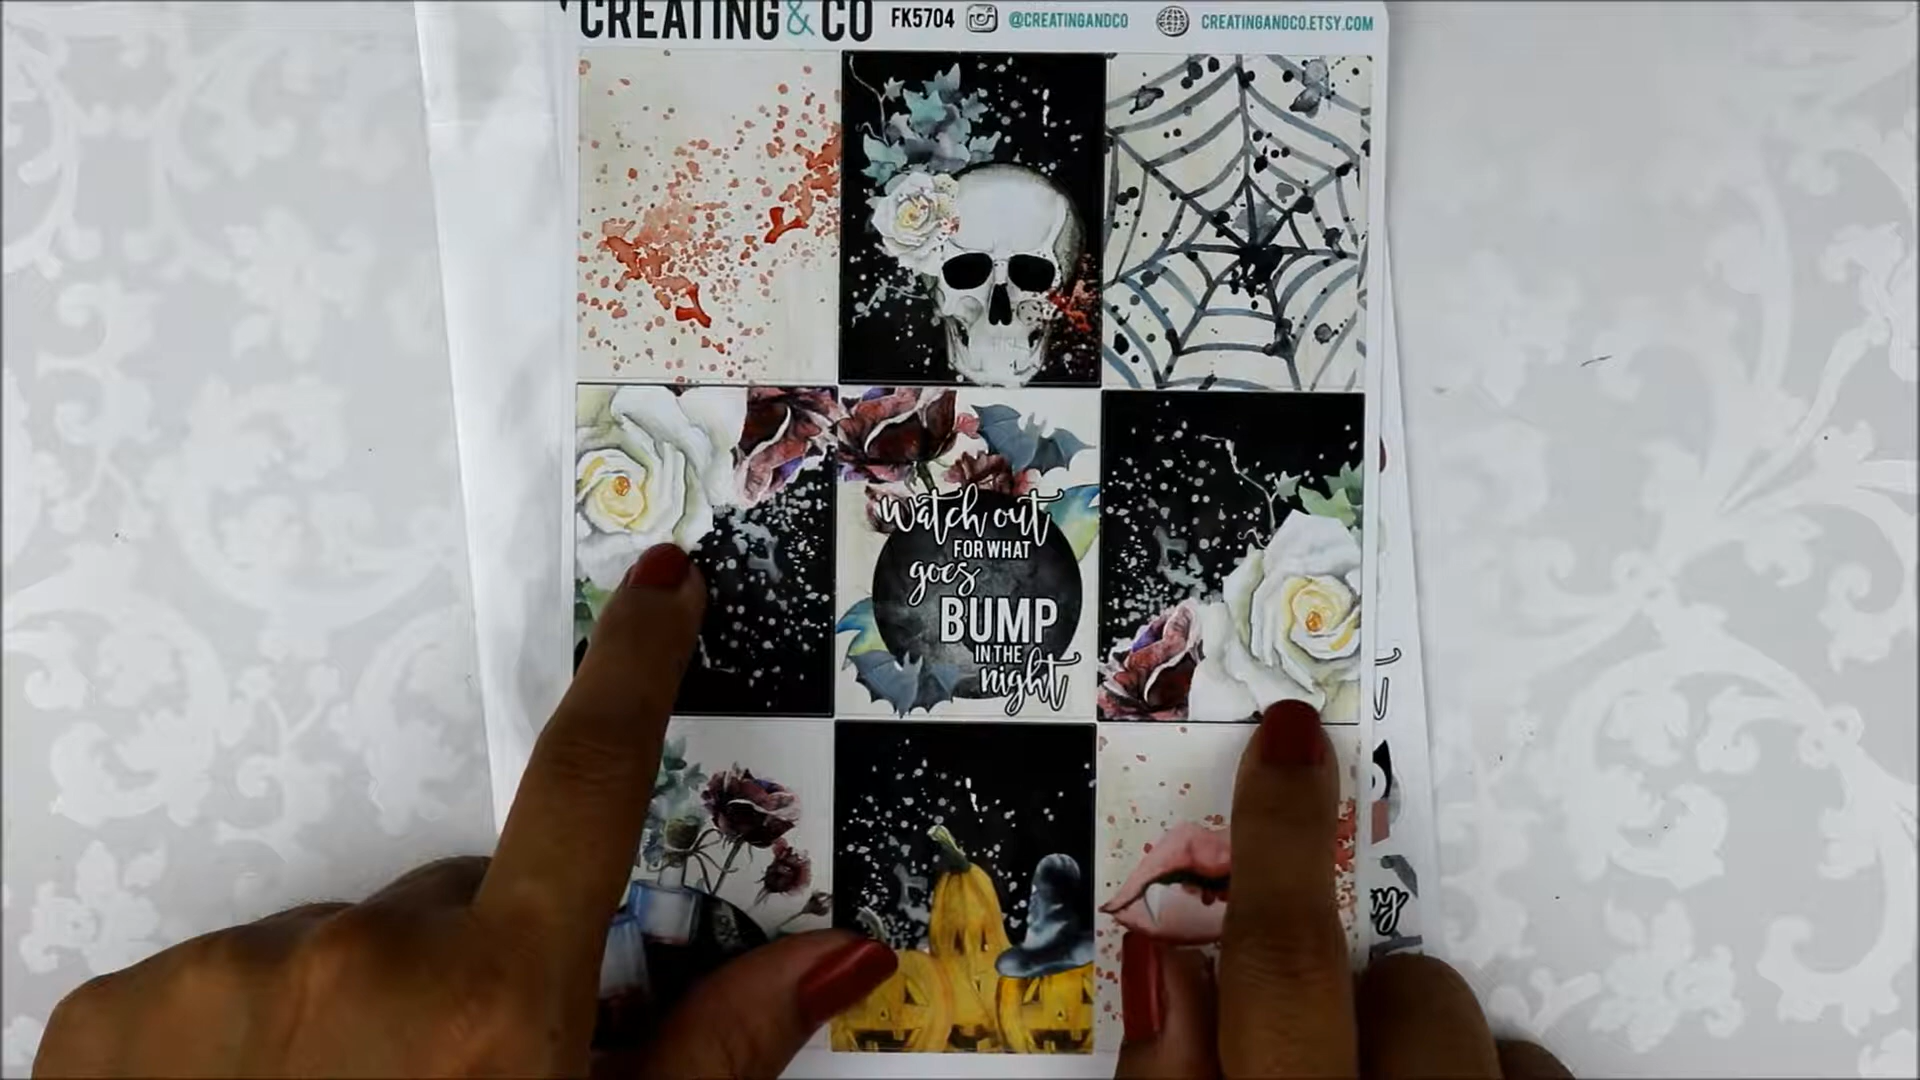 CREATING & CO FK5704 @CREATINGANDCO CREATINGANDCO.ETSY.COM
Watch out
FOR WHAT
goes
BUMP
IN THE
night